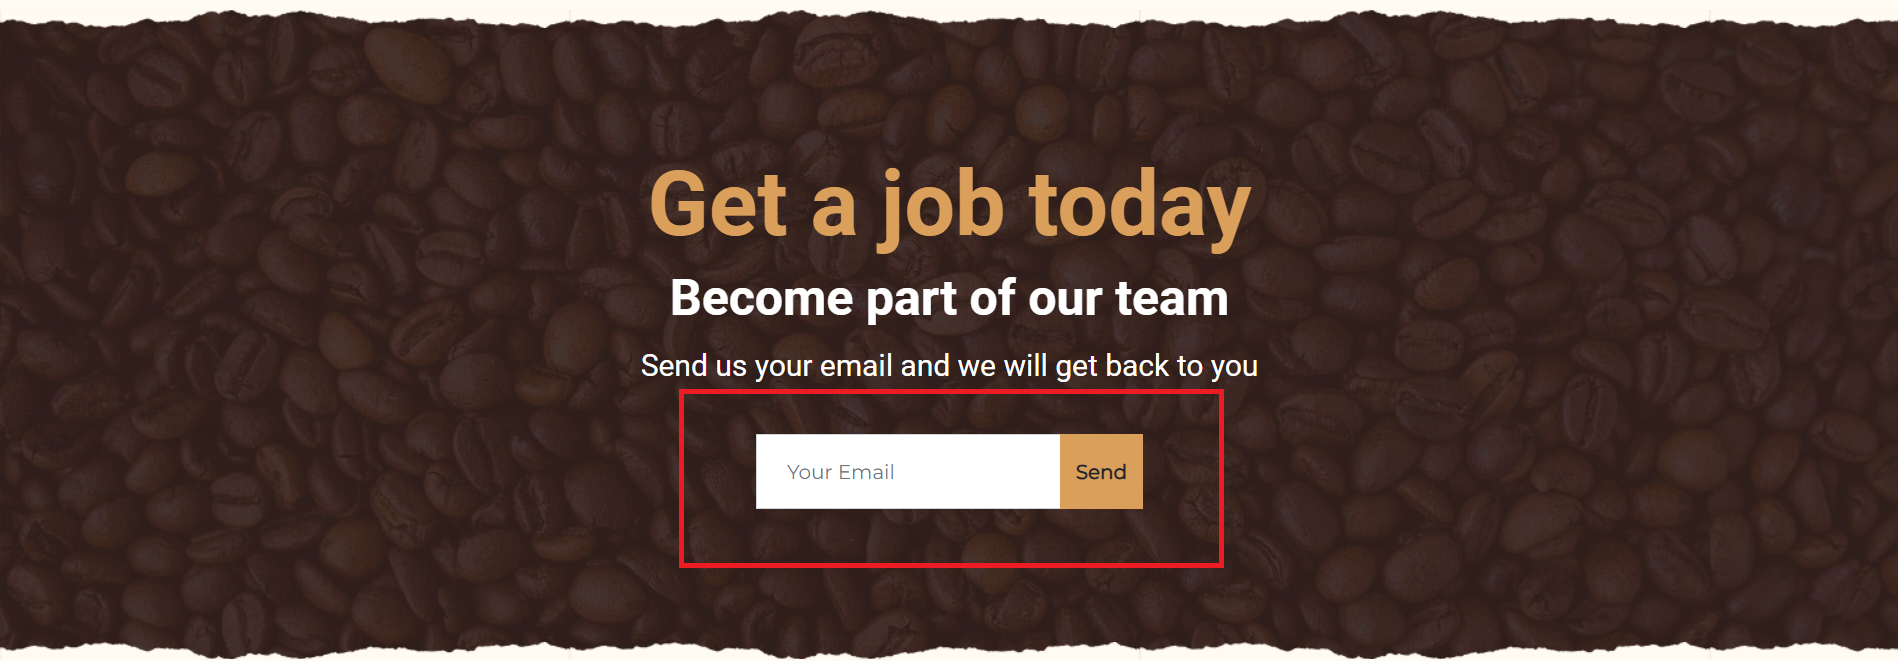 Get a job today
Become part of our team
Send us your email and we will get back to you
Your Email
Send